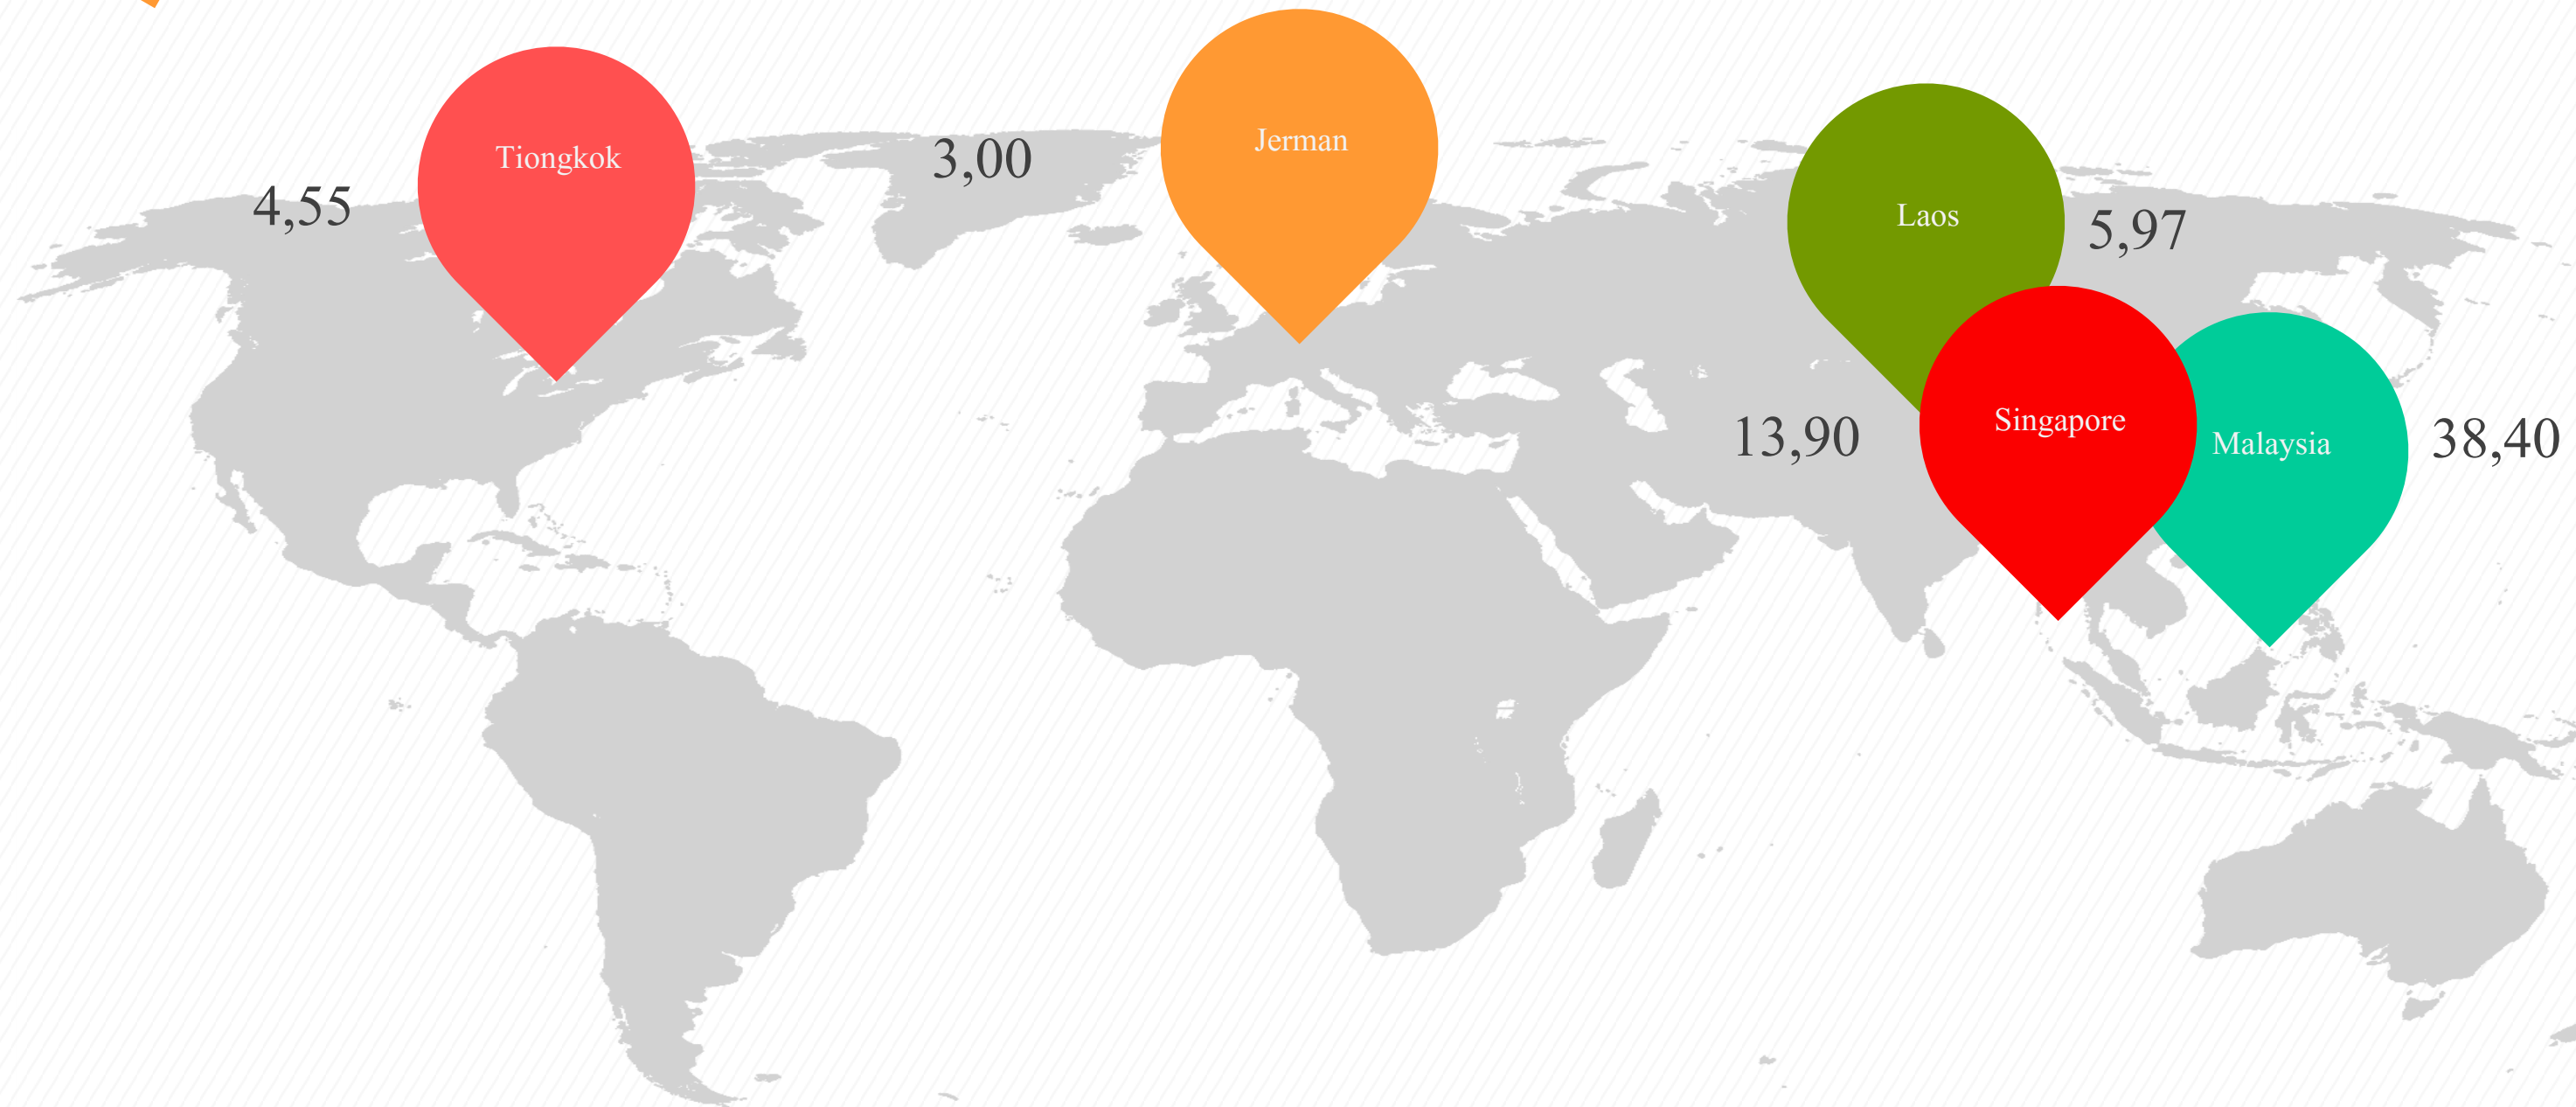 Jerman
3,00
Tiongkok
4,55
Laos
5,97
Singapore
13,90
Malaysia
38,40